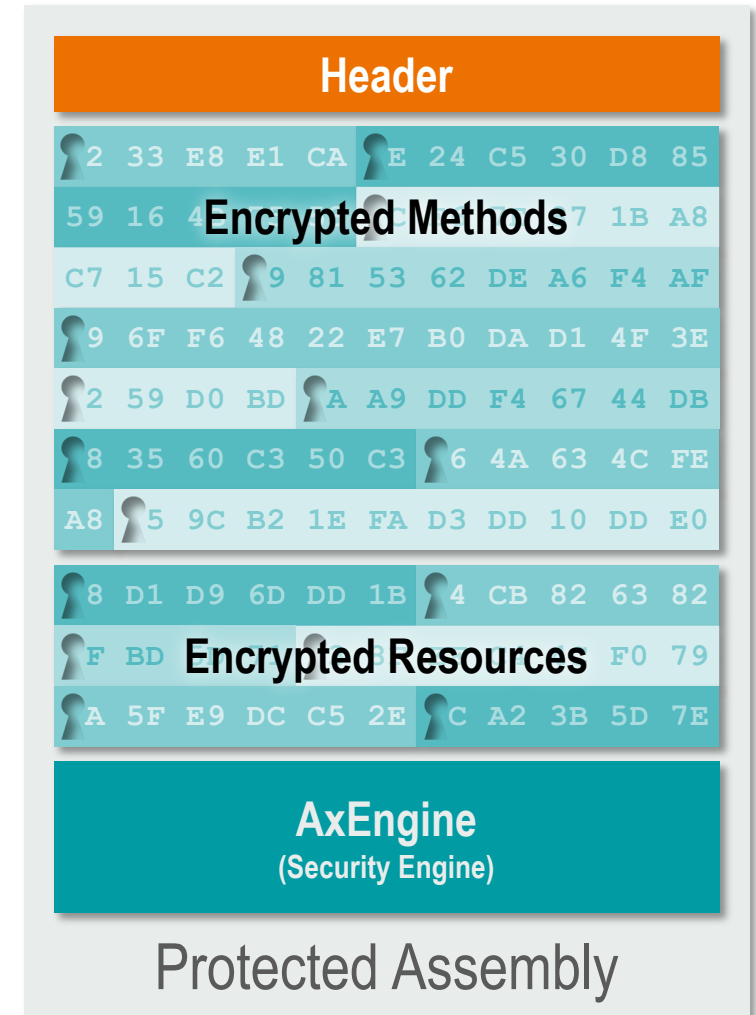 Header
2 33 E8 E1 CA E 24 C5 30 D8 85
59 16 Encrypted Methods 7 1B A8
C7 15 C2 9 81 53 62 DE A6 F4 AF
9 6F F6 48 22 E7 B0 DA D1 4F 3E
2 59 D0 BD A A9 DD F4 67 44 DB
8 35 60 C3 50 C3 6 4A 63 4C FE
A8 5 9C B2 1E FA D3 DD 10 DD E0
8 D1 D9 6D DD 1B 4 CB 82 63 82
F BD Encrypted Resources F0 79
A 5F E9 DC C5 2E C A2 3B 5D 7E
AxEngine
(Security Engine)
Protected Assembly